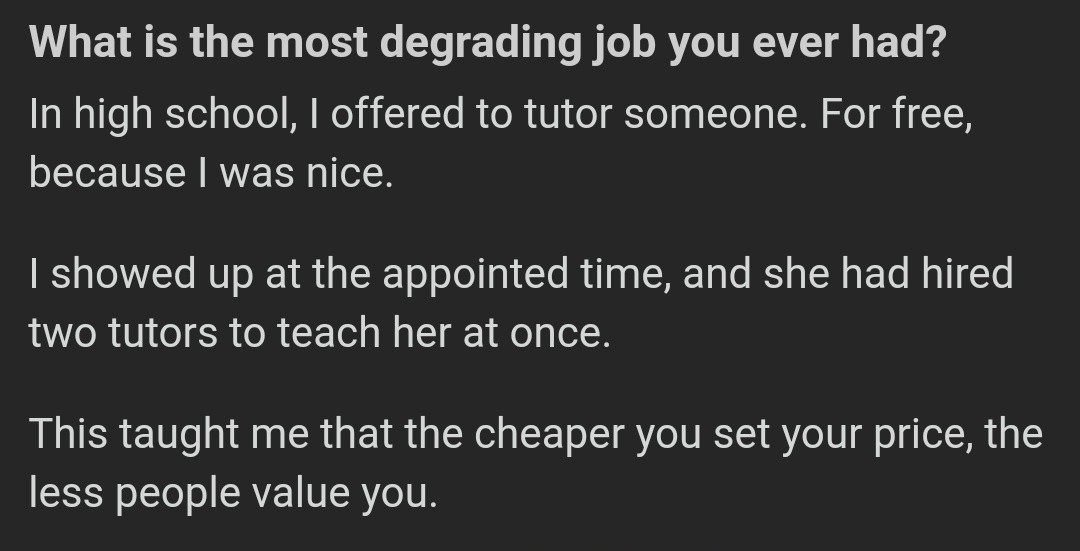 What is the most degrading job you ever had?
In high school, I offered to tutor someone. For free,
because I was nice.
I showed up at the appointed time, and she had hired
two tutors to teach her at once.
This taught me that the cheaper you set your price, the
less people value you.